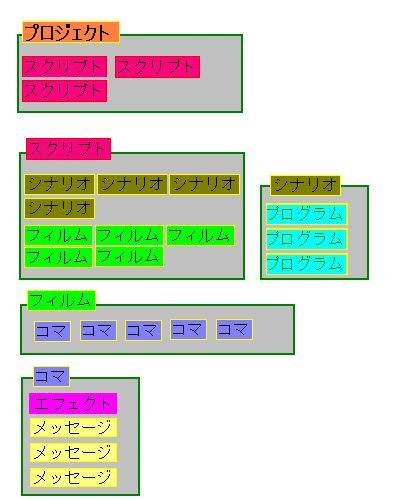 プロジェクト
スクリプト スクリプト
スクリプト
スクリプト
シナリオ シナリオ シナリオ
シナリオ
フィルム フィルム フィルム
フィルム フィルム
シナリオ
プログラム
プログラム
プログラム
フィルム
コマ コマ コマ コマ コマ
コマ
エフェクト
メッセージ
メッセージ
メッセージ